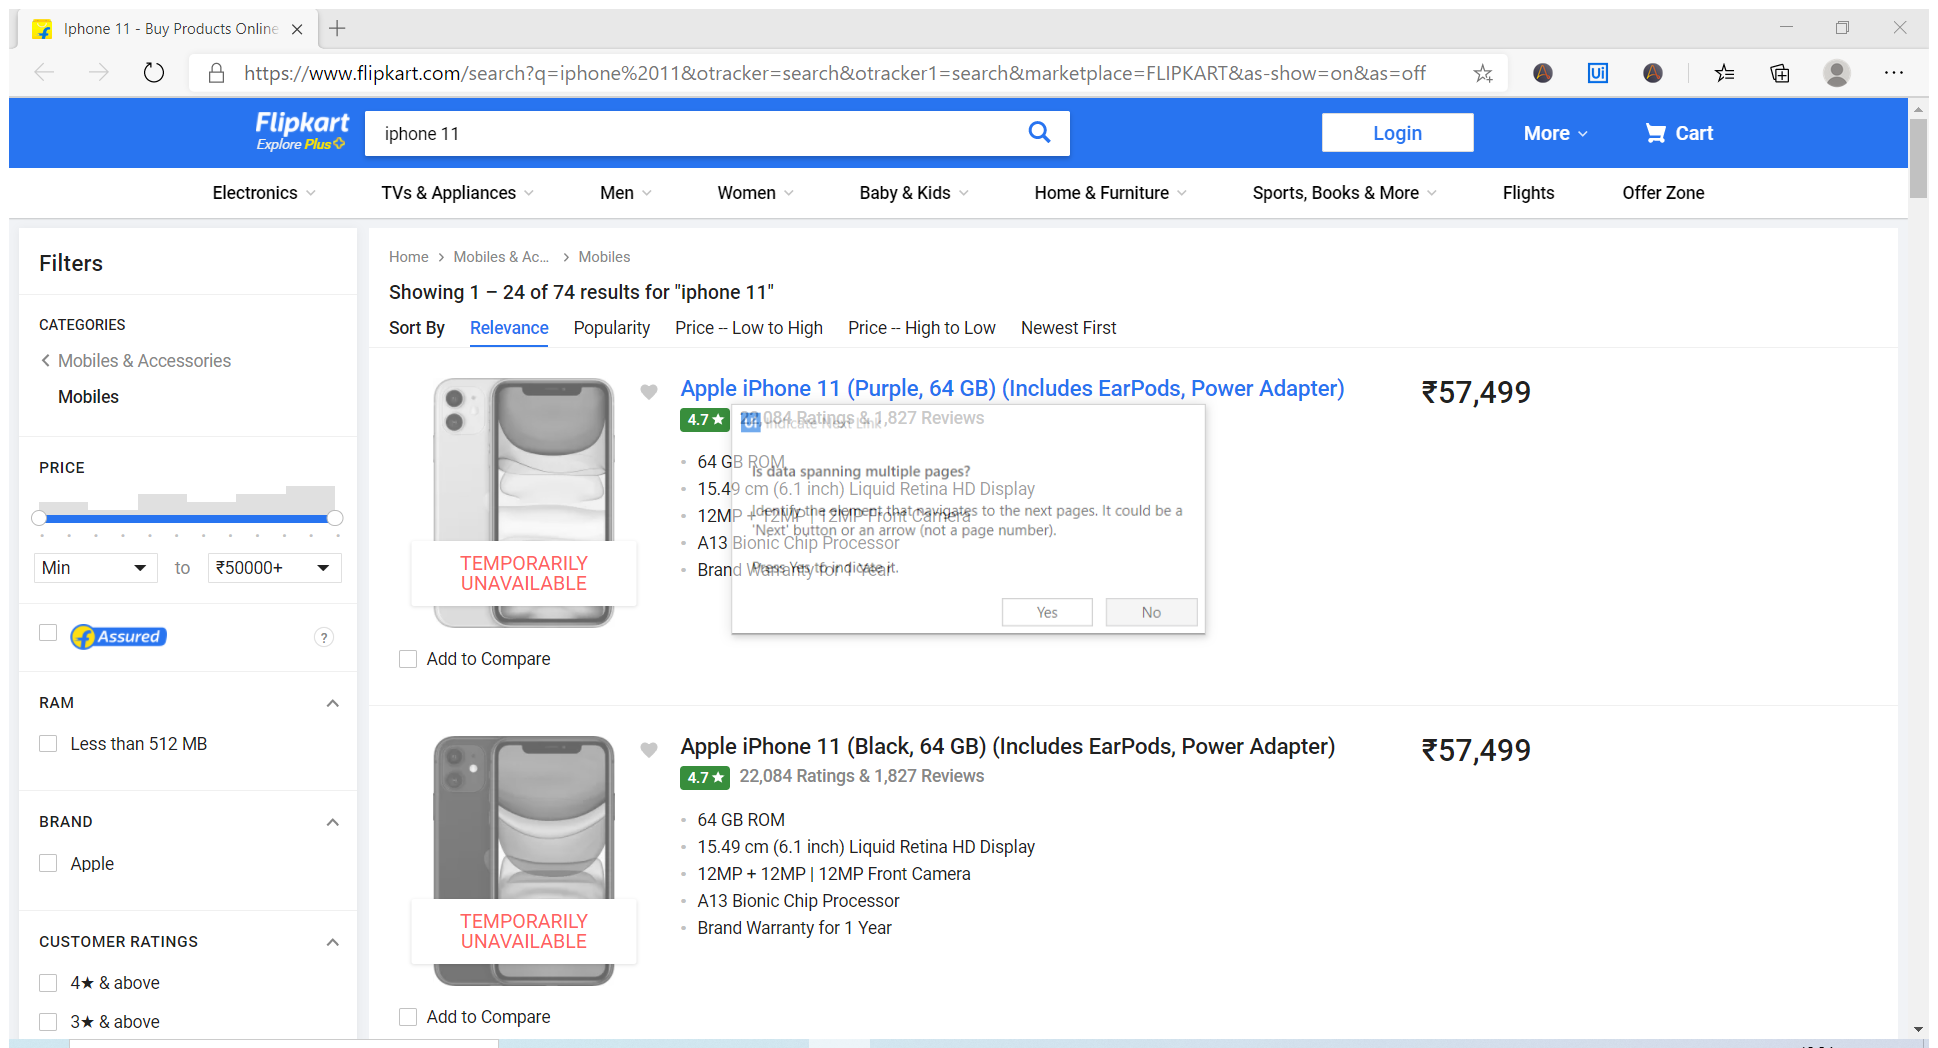 Iphone 11 - Buy Products Online
https://www.flipkart.com/search?q=iphone%2011&otracker=search&otracker1=search&marketplace=FLIPKART&as-show=on&as=off
Ui
Flipkart
Explore Plus
iphone 11
Login
More
Cart
Electronics
TVs & Appliances
Men
Women
Baby & Kids
Home & Furniture
Sports, Books & More
Flights
Offer Zone
Filters
CATEGORIES
Mobiles & Accessories
Mobiles
PRICE
Min
to
₹50000+
Assured
?
RAM
Less than 512 MB
BRAND
Apple
CUSTOMER RATINGS
4★ & above
3★ & above
Home > Mobiles & Ac... > Mobiles
Showing 1 – 24 of 74 results for "iphone 11"
Sort By
Relevance
Popularity
Price -- Low to High
Price -- High to Low
Newest First
Apple iPhone 11 (Purple, 64 GB) (Includes EarPods, Power Adapter)
₹57,499
4.7★
22,084 Ratings & 1,827 Reviews
64 GB ROM
15.49 cm (6.1 inch) Liquid Retina HD Display
12MP + 12MP | 12MP Front Camera
A13 Bionic Chip Processor
Brand Warranty for 1 Year
TEMPORARILY
UNAVAILABLE
Add to Compare
Ui Indicate Next Link
Is data spanning multiple pages?
Identify the element that navigates to the next pages. It could be a
'Next' button or an arrow (not a page number).
Press Yes to indicate it.
Yes
No
Apple iPhone 11 (Black, 64 GB) (Includes EarPods, Power Adapter)
₹57,499
4.7★
22,084 Ratings & 1,827 Reviews
64 GB ROM
15.49 cm (6.1 inch) Liquid Retina HD Display
12MP + 12MP | 12MP Front Camera
A13 Bionic Chip Processor
Brand Warranty for 1 Year
TEMPORARILY
UNAVAILABLE
Add to Compare